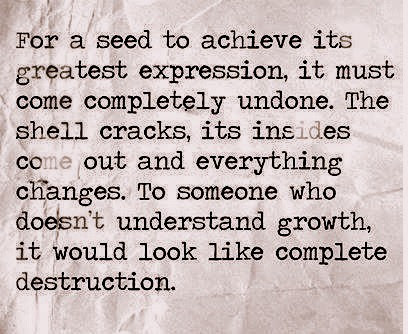 For a seed to achieve its
greatest expression, it must
come completely undone. The
shell cracks, its insides
come out and everything
changes. To someone who
doesn't understand growth,
it would look like complete
destruction.